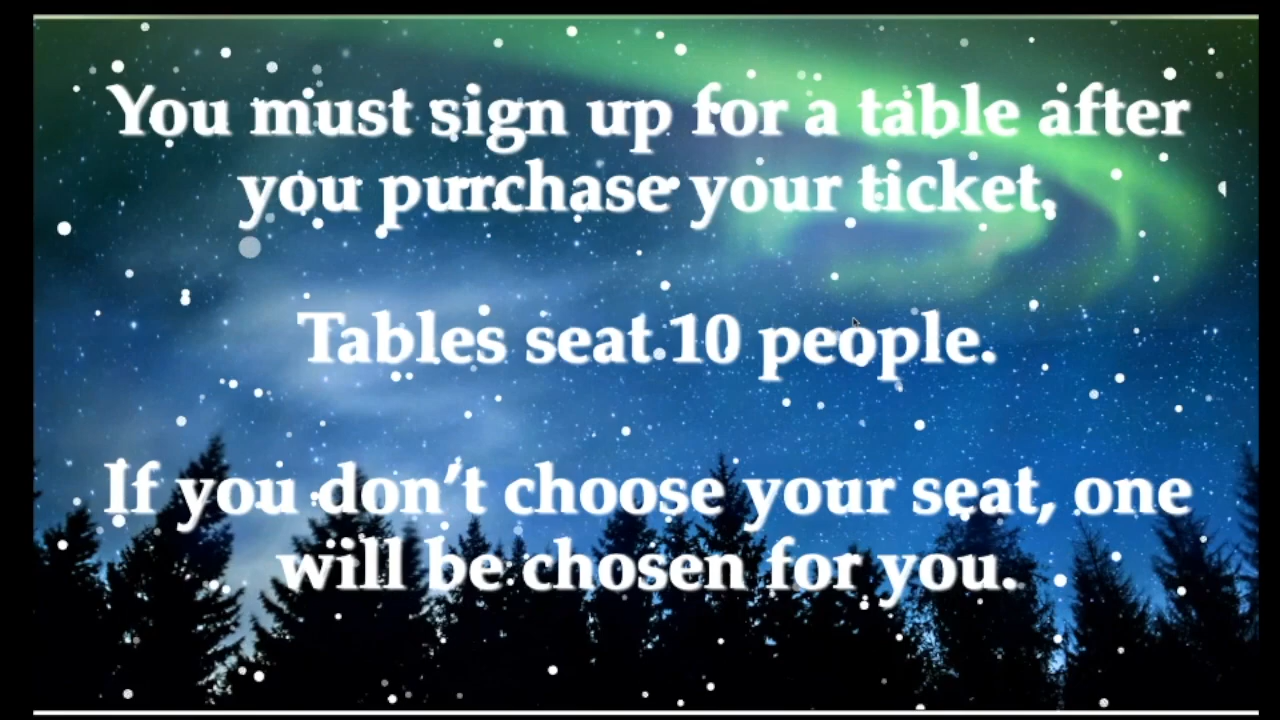 You must sign up for a table after
you purchase your ticket.
Tables seat 10 people.
If you don’t choose your seat, one
will be chosen for you.